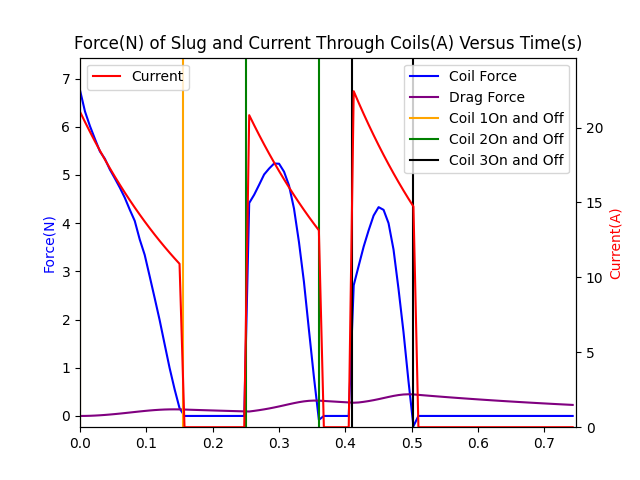 Force(N) of Slug and Current Through Coils(A) Versus Time(s)
Current
Coil Force
Drag Force
Coil 1On and Off
Coil 2On and Off
Coil 3On and Off
Force(N)
7
6
5
4
3
2
1
0
Current(A)
20
15
10
5
0
0.0 0.1 0.2 0.3 0.4 0.5 0.6 0.7